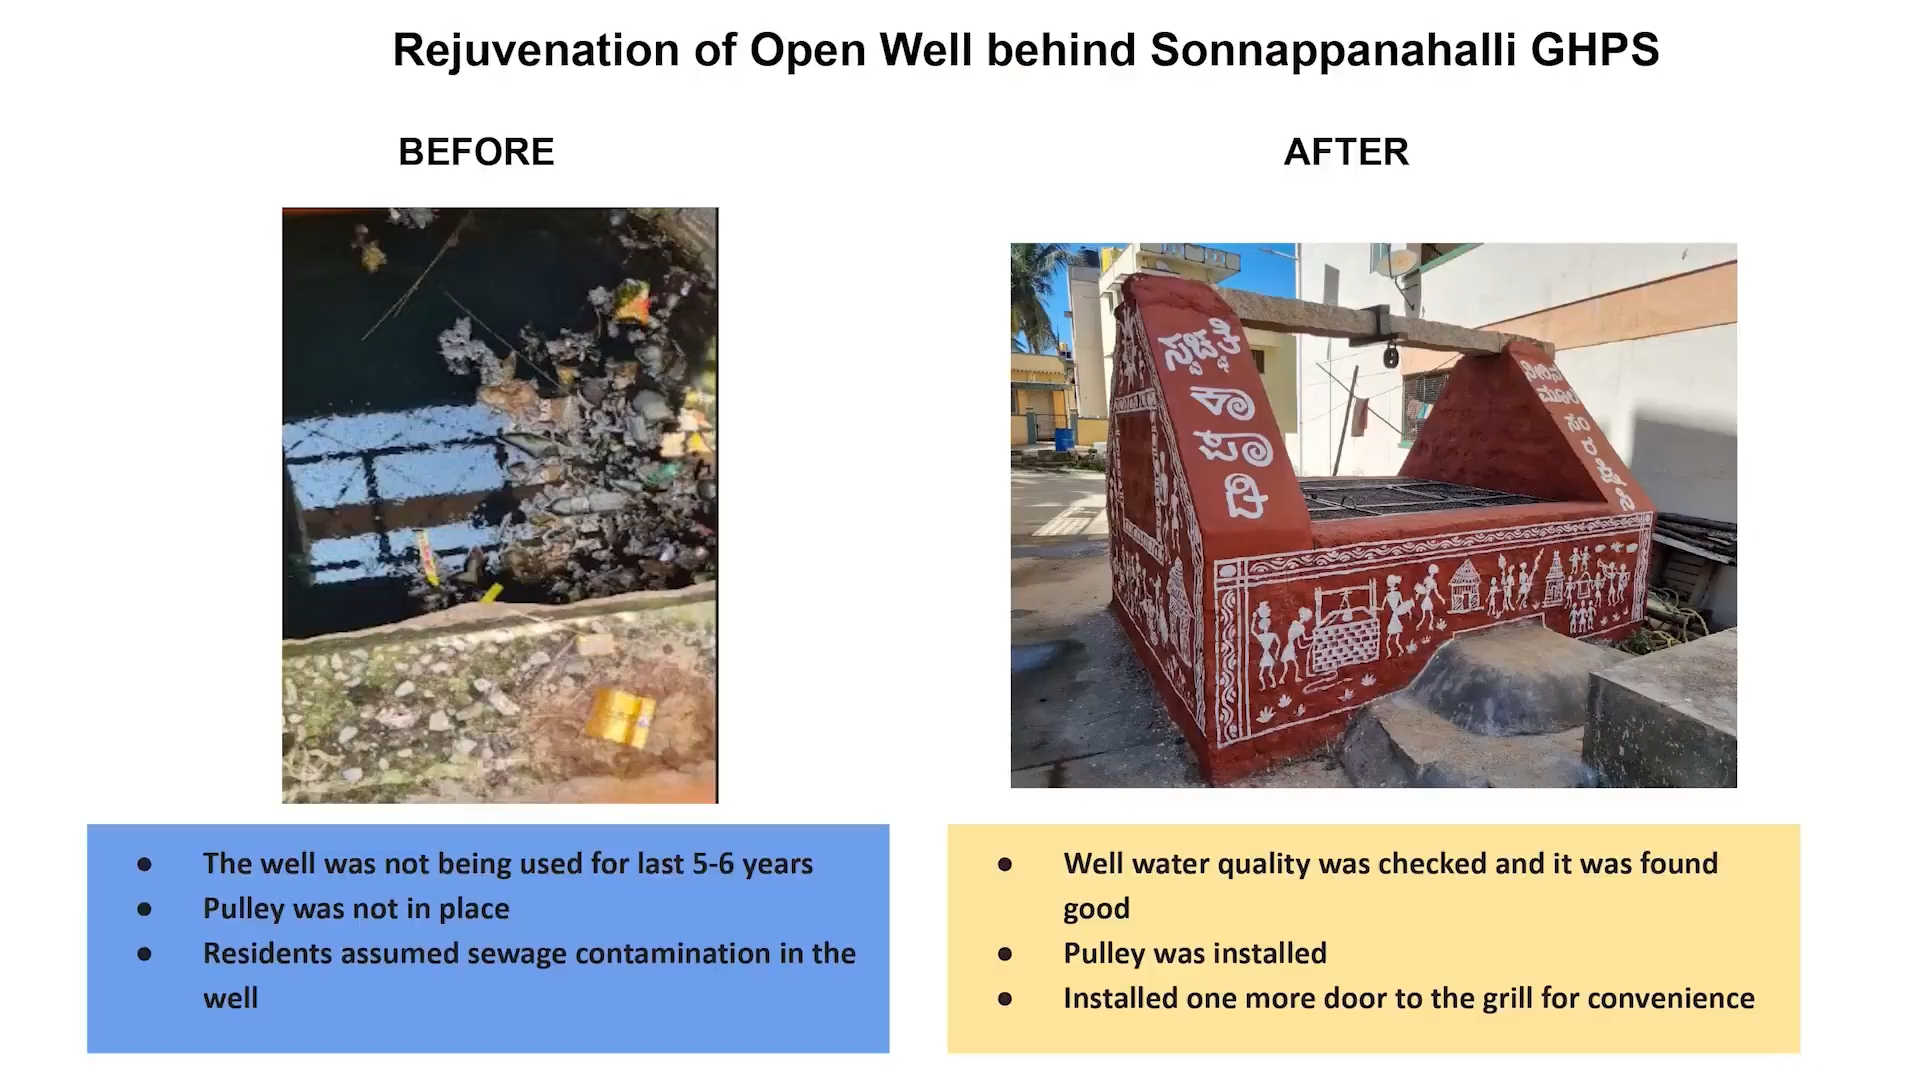 Rejuvenation of Open Well behind Sonnappanahalli GHPS
BEFORE
AFTER
ಸ್ವಚ್ಛತೆ
ಕಾ
ಪಾ
ಡಿ
ನೀರಿನ
ಮೂಲ
ಸಂ
ರ
ಕ್ಷಿ
ಸಿ
● The well was not being used for last 5-6 years
● Pulley was not in place
● Residents assumed sewage contamination in the
well
● Well water quality was checked and it was found
good
● Pulley was installed
● Installed one more door to the grill for convenience